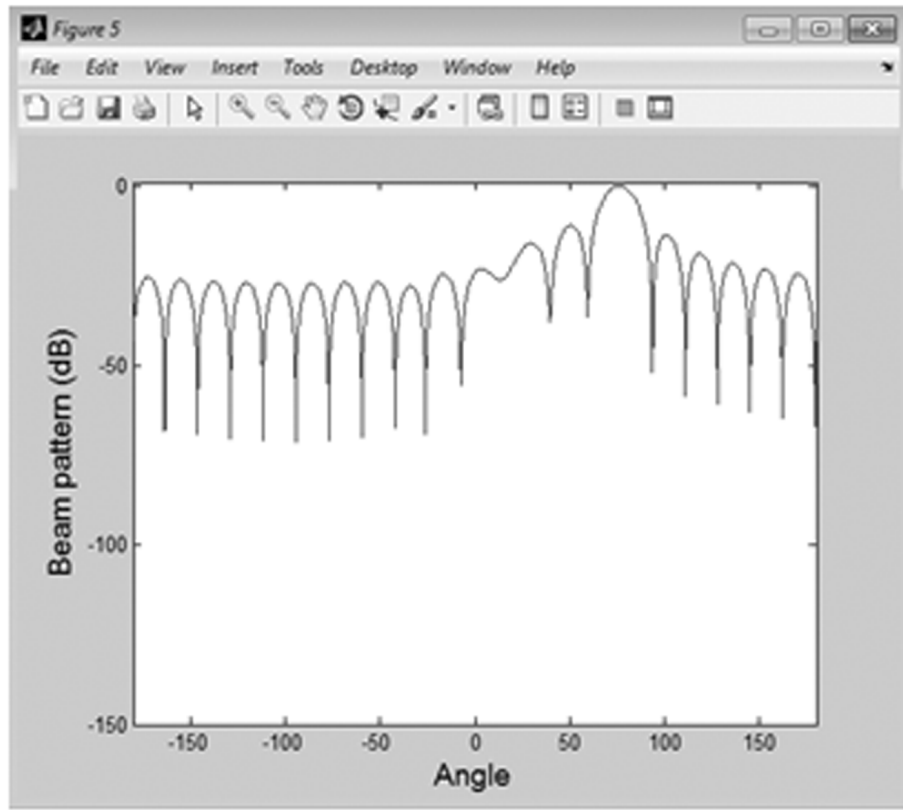 Figure 5
File Edit View Insert Tools Desktop Window Help
0
-50
-100
-150
Beam pattern (dB)
-150 -100 -50 0 50 100 150
Angle